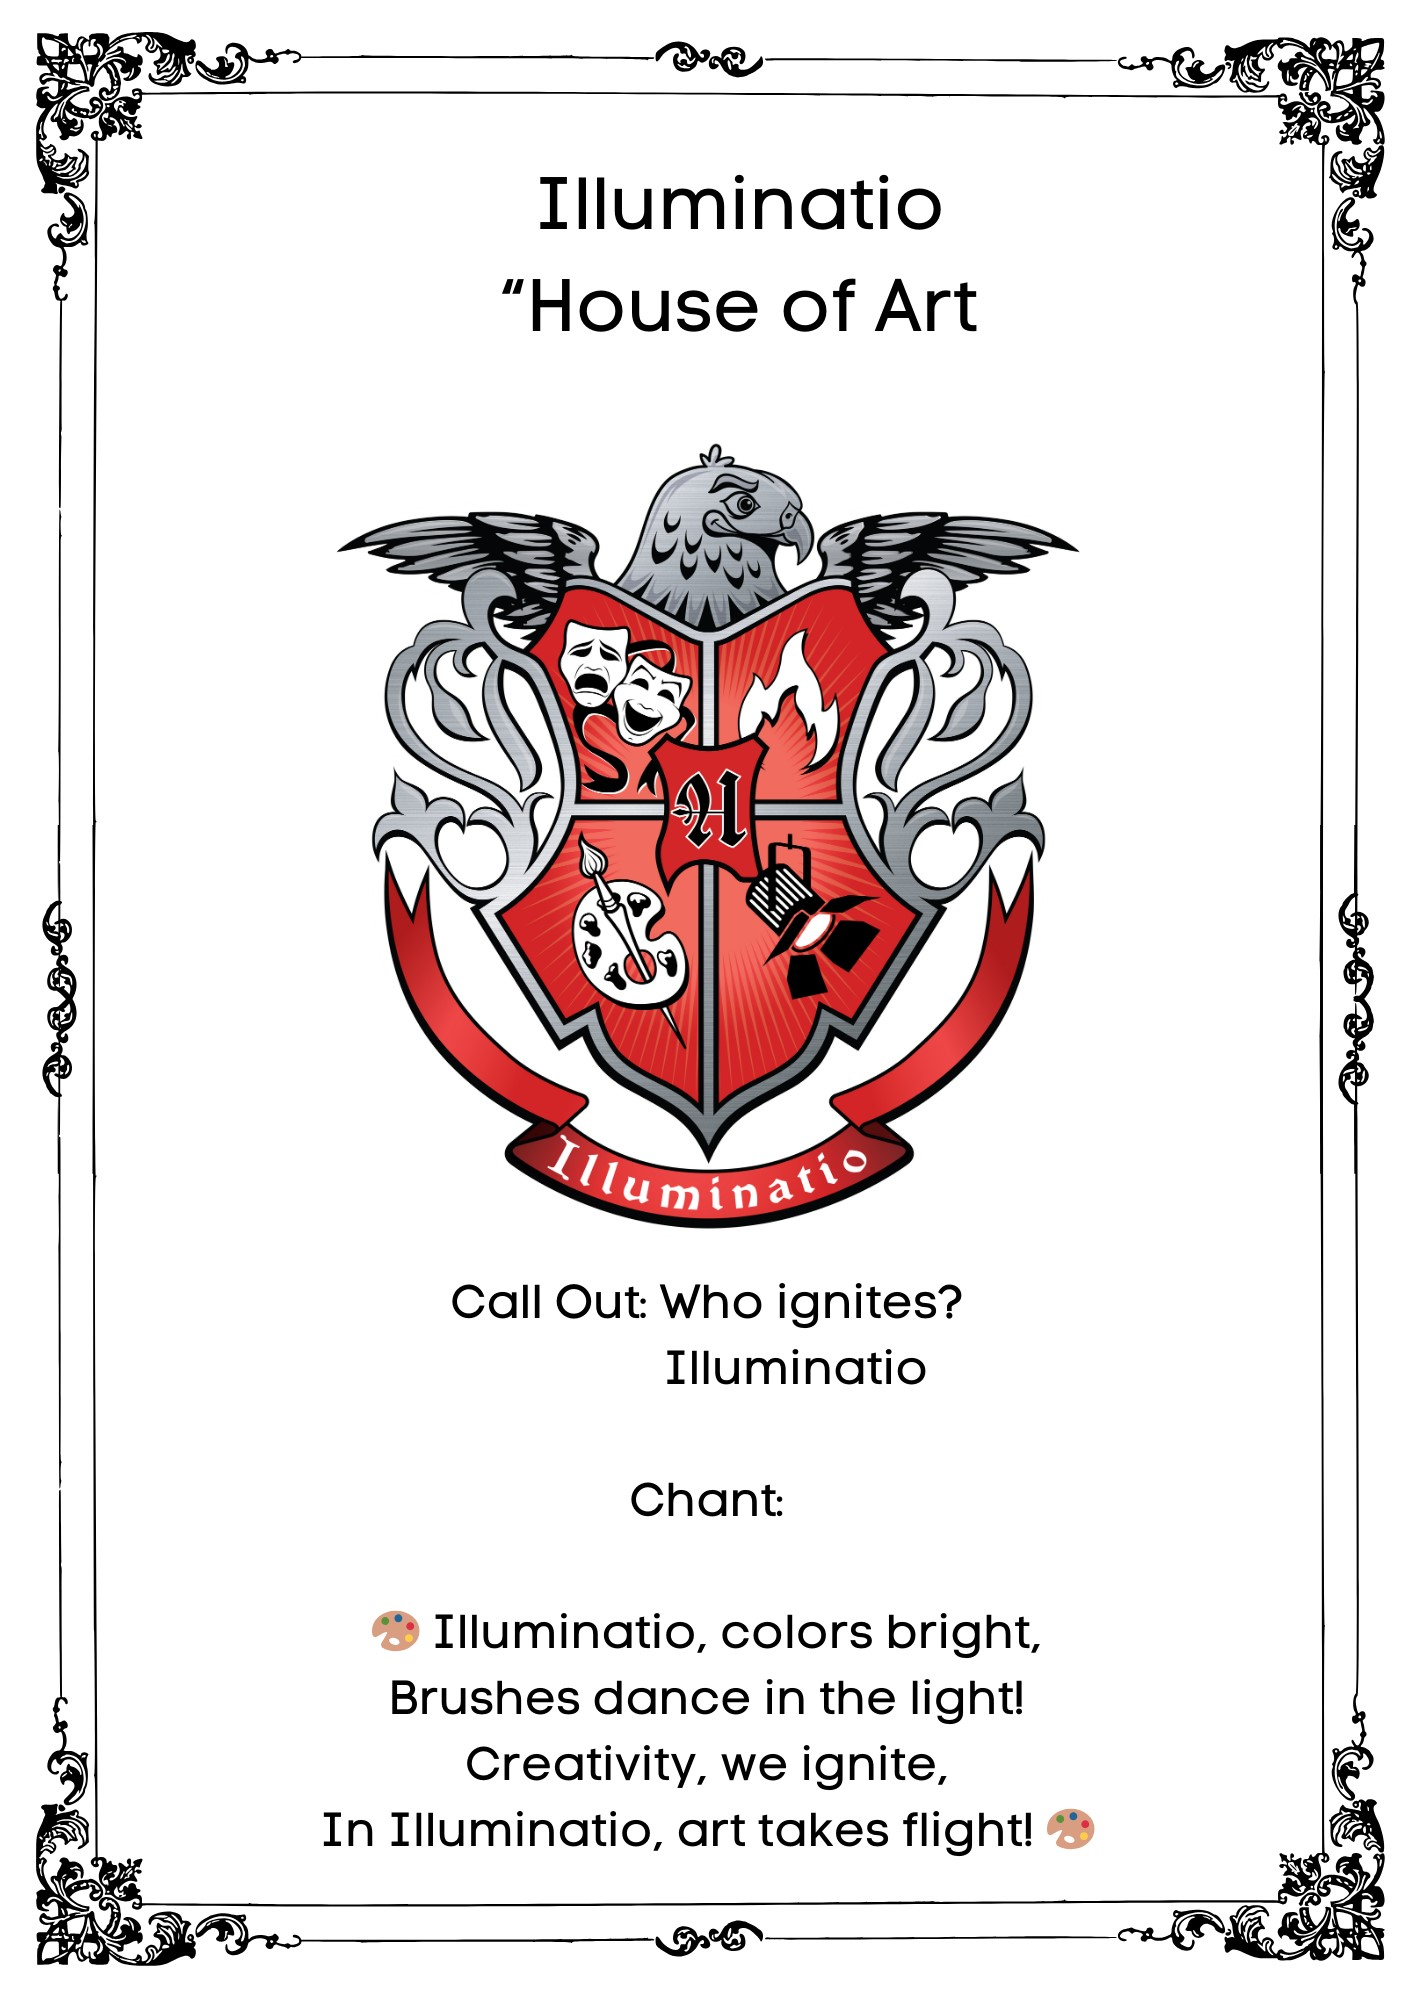 Illuminatio
“House of Art
A
Illuminatio
Call Out: Who ignites?
Illuminatio
Chant:
🎨 Illuminatio, colors bright,
Brushes dance in the light!
Creativity, we ignite,
In Illuminatio, art takes flight! 🎨